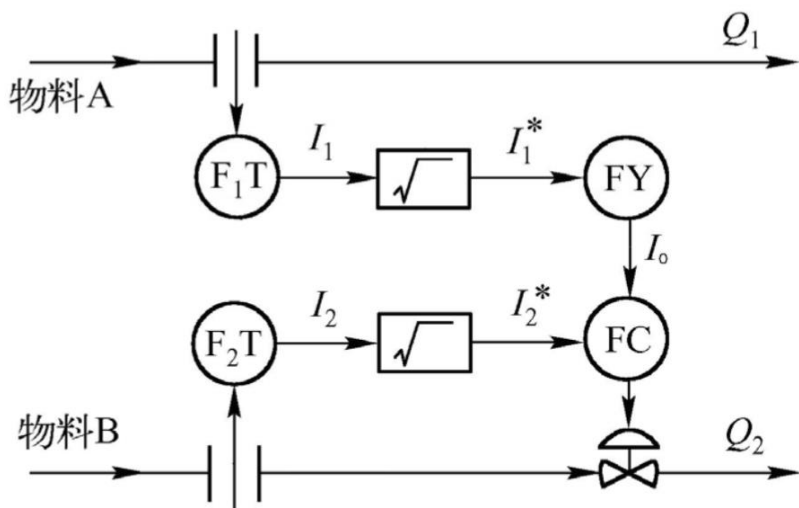 Q₁
物料A
F₁T
I₁
√
I₁*
FY
I₀
F₂T
I₂
√
I₂*
FC
物料B
Q₂